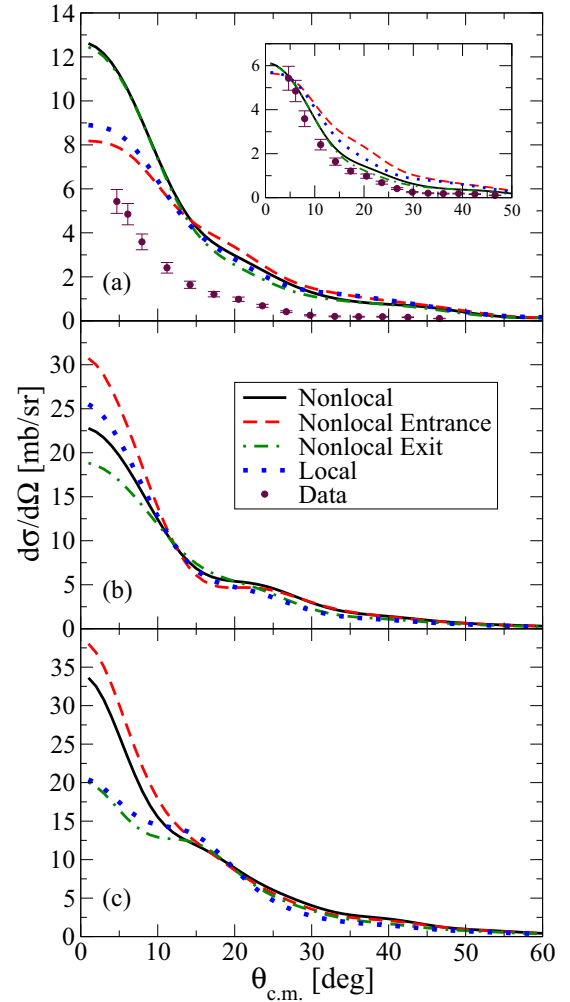 14
12
10
8
6
4
2
0
6
4
2
0
0 10 20 30 40 50
(a)
30
25
20
15
10
5
0
Nonlocal
Nonlocal Entrance
Nonlocal Exit
Local
Data
(b)
dσ/dΩ [mb/sr]
35
30
25
20
15
10
5
0
(c)
0 10 20 30 40 50 60
θc.m. [deg]